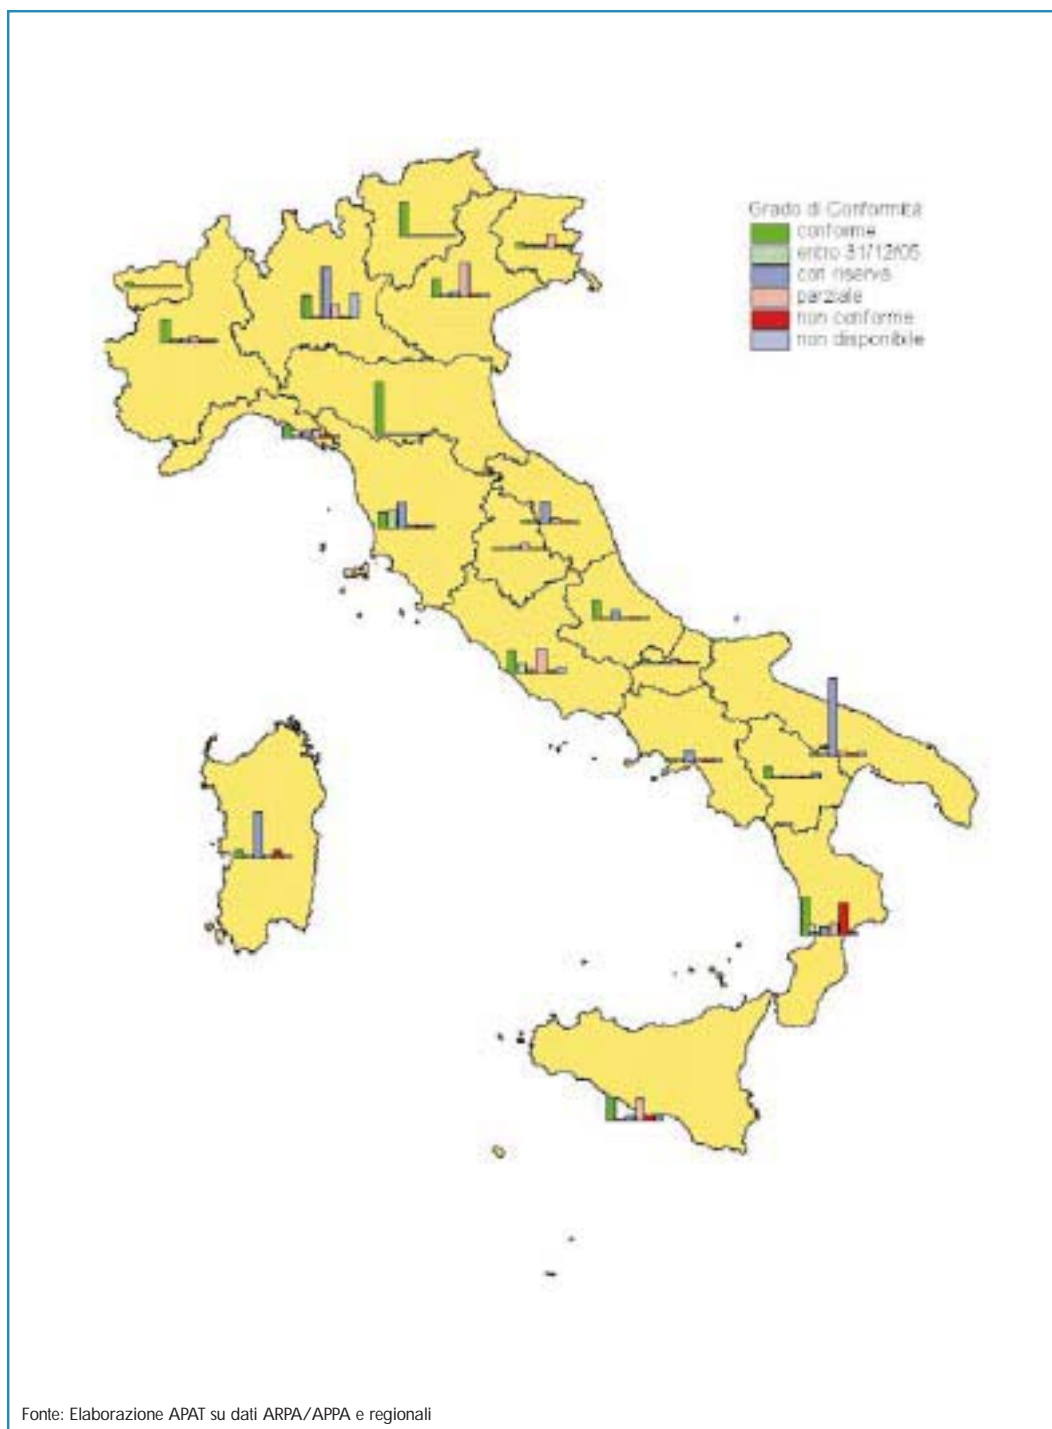 Grado di Conformità
conforme
entro 31/12/05
con riserva
parziale
non conforme
non disponibile
Fonte: Elaborazione APAT su dati ARPA/APPA e regionali